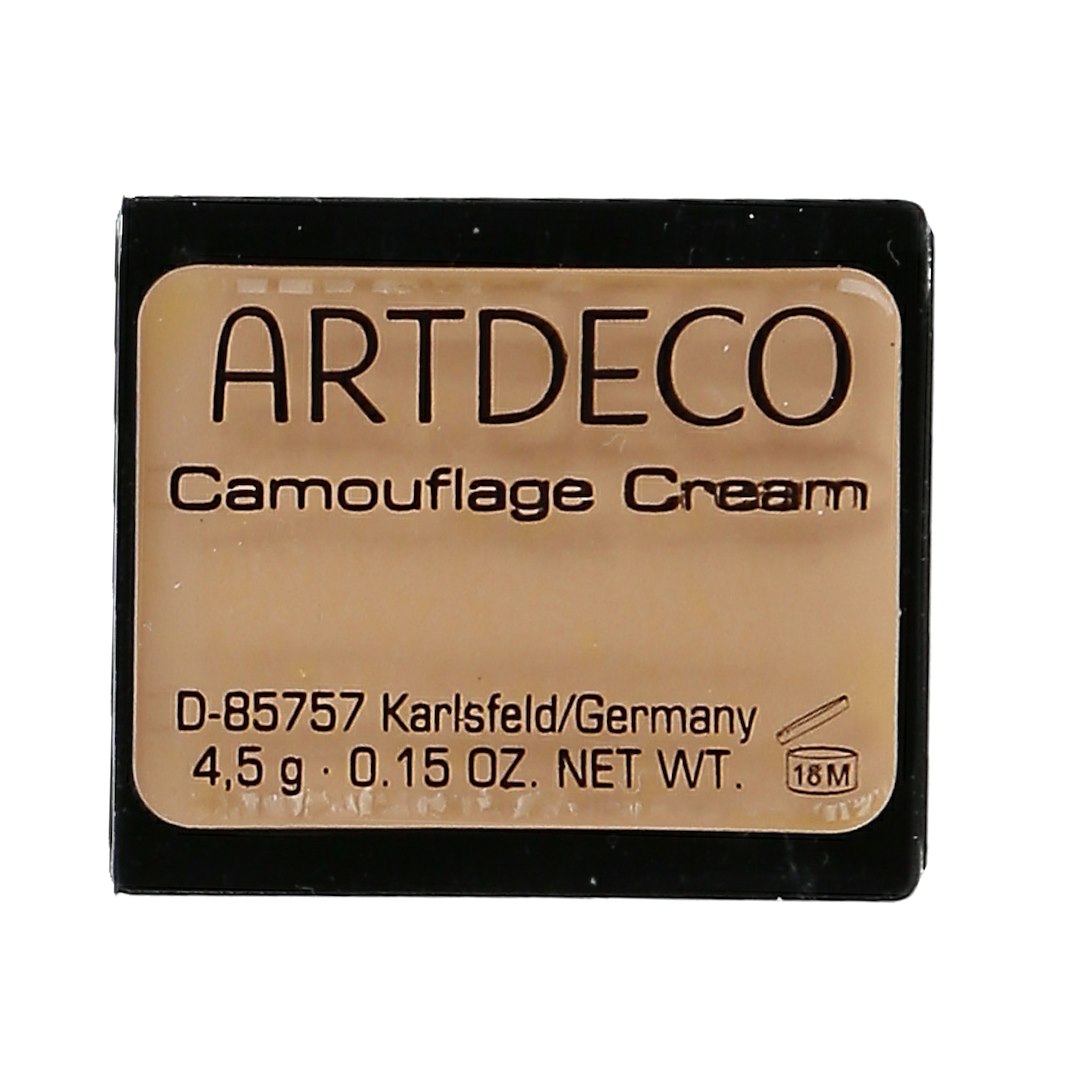 ARTDECO
Camouflage Cream
D-85757 Karlsfeld/Germany
4,5 g · 0.15 OZ. NET WT.
18M